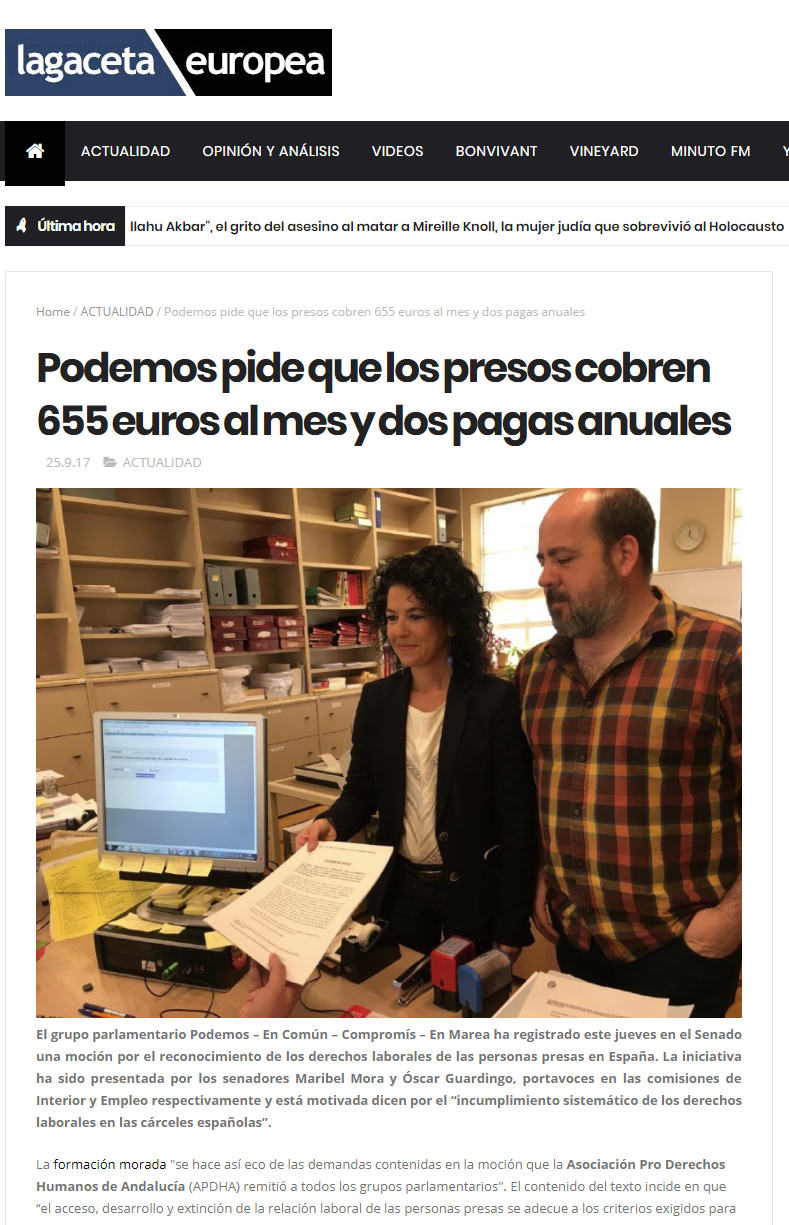 lagaceta europea
ACTUALIDAD OPINIÓN Y ANÁLISIS VIDEOS BONVIVANT VINEYARD MINUTO FM Y
Última hora llahu Akbar", el grito del asesino al matar a Mireille Knoll, la mujer judía que sobrevivió al Holocausto
Home / ACTUALIDAD / Podemos pide que los presos cobren 655 euros al mes y dos pagas anuales
Podemos pide que los presos cobren
655 euros al mes y dos pagas anuales
25.9.17 ACTUALIDAD
El grupo parlamentario Podemos – En Común – Compromís – En Marea ha registrado este jueves en el Senado
una moción por el reconocimiento de los derechos laborales de las personas presas en España. La iniciativa
ha sido presentada por los senadores Maribel Mora y Óscar Guardingo, portavoces en las comisiones de
Interior y Empleo respectivamente y está motivada dicen por el “incumplimiento sistemático de los derechos
laborales en las cárceles españolas”.
La formación morada "se hace así eco de las demandas contenidas en la moción que la Asociación Pro Derechos
Humanos de Andalucía (APDHA) remitió a todos los grupos parlamentarios". El contenido del texto incide en que
“el acceso, desarrollo y extinción de la relación laboral de las personas presas se adecue a los criterios exigidos para